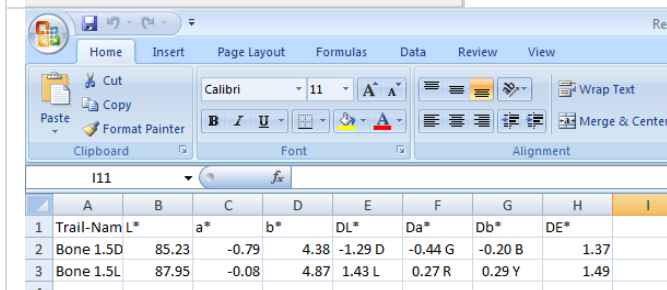 Re
Home Insert Page Layout Formulas Data Review View
Cut
Copy
Format Painter
Paste
Calibri 11 A A
B I U A
Wrap Text
Merge & Center
Clipboard Font Alignment
I11 fx
A B C D E F G H I
1 Trail-Nam L* a* b* DL* Da* Db* DE*
2 Bone 1.5D 85.23 -0.79 4.38 -1.29 D -0.44 G -0.20 B 1.37
3 Bone 1.5L 87.95 -0.08 4.87 1.43 L 0.27 R 0.29 Y 1.49